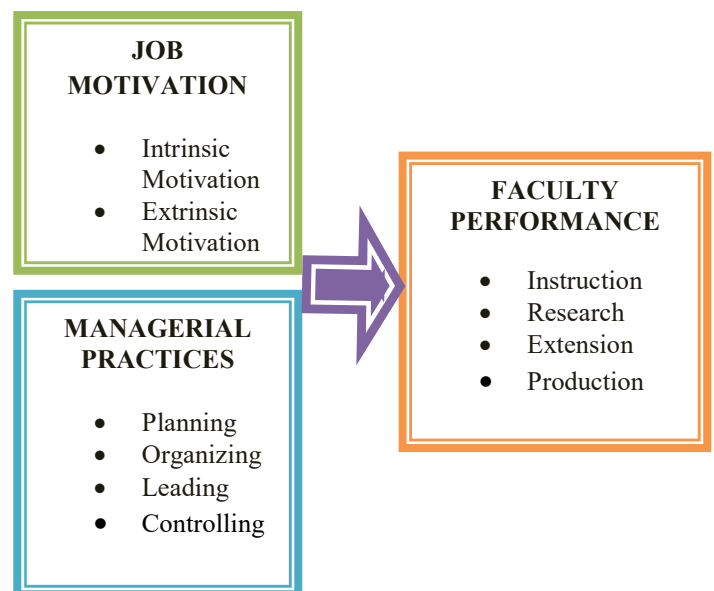 JOB
MOTIVATION
• Intrinsic
Motivation
• Extrinsic
Motivation
MANAGERIAL
PRACTICES
• Planning
• Organizing
• Leading
• Controlling
FACULTY
PERFORMANCE
• Instruction
• Research
• Extension
• Production